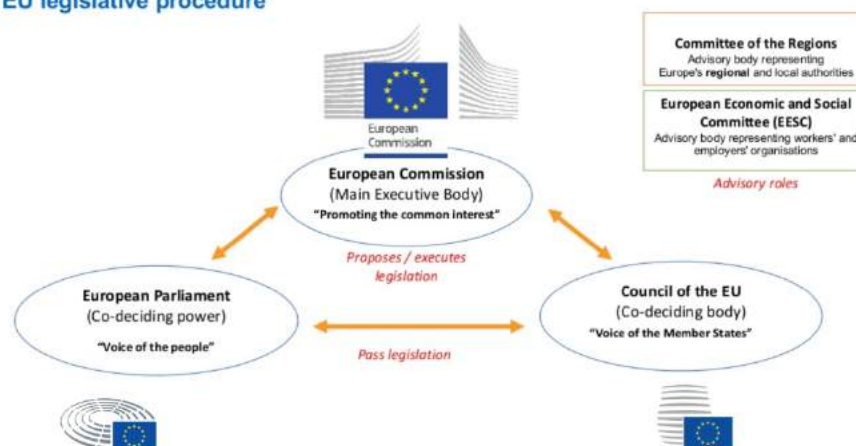 EU legislative procedure
Committee of the Regions
Advisory body representing
Europe's regional and local authorities
European Economic and Social
Committee (EESC)
Advisory body representing workers' and
employers' organisations
Advisory roles
European
Commission
European Commission
(Main Executive Body)
"Promoting the common interest"
Proposes / executes
legislation
European Parliament
(Co-deciding power)
"Voice of the people"
Council of the EU
(Co-deciding body)
"Voice of the Member States"
Pass legislation